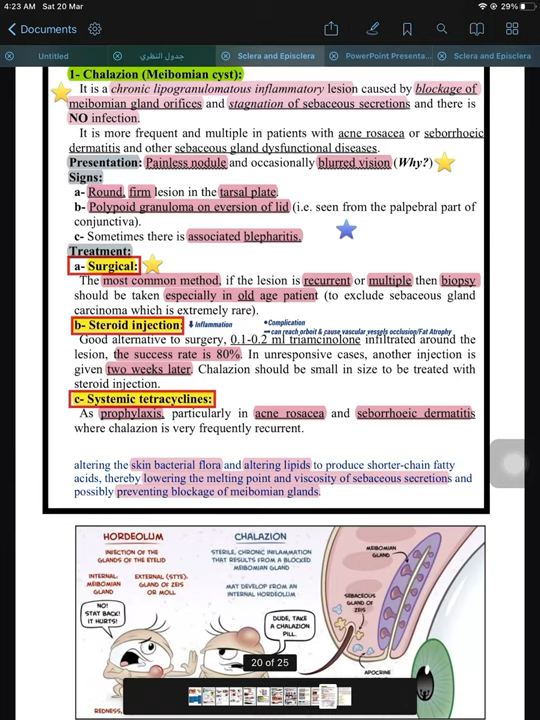 4:23 AM Sat 20 Mar
29%
Documents
Untitled
جدول النظري
Sclera and Episclera
PowerPoint Presenta...
Sclera and Episclera
1- Chalazion (Meibomian cyst):
It is a chronic lipogranulomatous inflammatory lesion caused by blockage of
meibomian gland orifices and stagnation of sebaceous secretions and there is
NO infection.
It is more frequent and multiple in patients with acne rosacea or seborrhoeic
dermatitis and other sebaceous gland dysfunctional diseases.
Presentation: Painless nodule and occasionally blurred vision (Why?)
Signs:
a- Round, firm lesion in the tarsal plate.
b- Polypoid granuloma on eversion of lid (i.e. seen from the palpebral part of
conjunctiva).
c- Sometimes there is associated blepharitis.
Treatment:
a- Surgical:
The most common method, if the lesion is recurrent or multiple then biopsy
should be taken especially in old age patient (to exclude sebaceous gland
carcinoma which is extremely rare).
b- Steroid injection: ⬇ Inflammation
•Complication
➡can reach orboit & cause vascular vessels occlusion/Fat Atrophy
Good alternative to surgery, 0.1-0.2 ml triamcinolone infiltrated around the
lesion, the success rate is 80%. In unresponsive cases, another injection is
given two weeks later. Chalazion should be small in size to be treated with
steroid injection.
c- Systemic tetracyclines:
As prophylaxis, particularly in acne rosacea and seborrhoeic dermatitis
where chalazion is very frequently recurrent.
altering the skin bacterial flora and altering lipids to produce shorter-chain fatty
acids, thereby lowering the melting point and viscosity of sebaceous secretions and
possibly preventing blockage of meibomian glands.
HORDEOLUM
INFECTION OF THE
GLANDS OF THE EYELID
INTERNAL:
MEIBOMIAN
GLAND
EXTERNAL (STYE):
GLAND OF ZEIS
OR MOLL
NO!
STAY BACK!
IT HURTS!
CHALAZION
STERILE, CHRONIC INFLAMMATION
THAT RESULTS FROM A BLOCKED
MEIBOMIAN GLAND
MAY DEVELOP FROM AN
INTERNAL HORDEOLUM
DUDE, TAKE
A CHALAZION
PILL.
MEIBOMIAN
GLAND
SEBACEOUS
GLAND OF
ZEIS
APOCRINE
20 of 25
REDNESS,